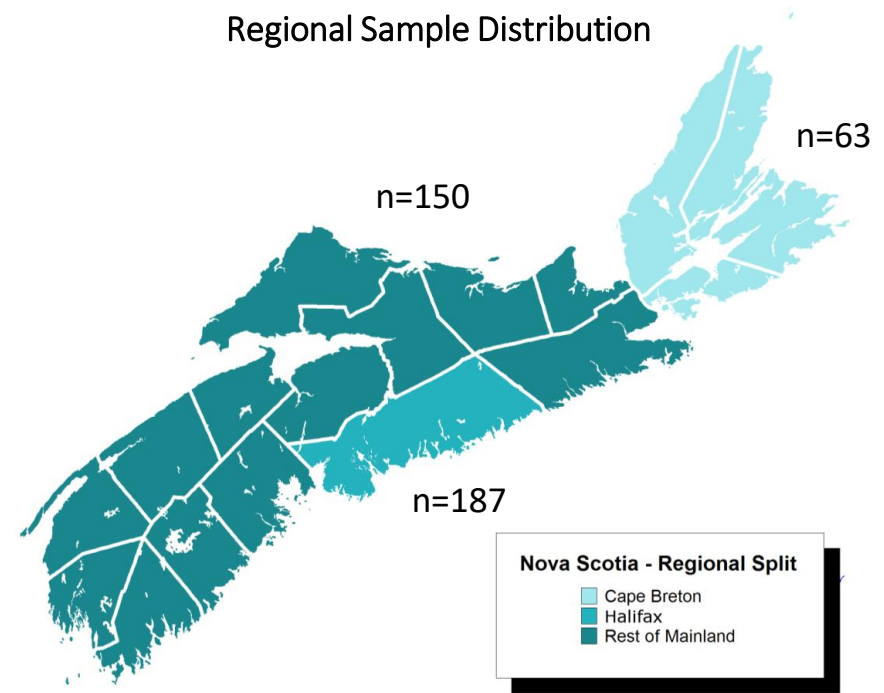 Regional Sample Distribution
n=63
n=150
n=187
Nova Scotia - Regional Split
Cape Breton
Halifax
Rest of Mainland